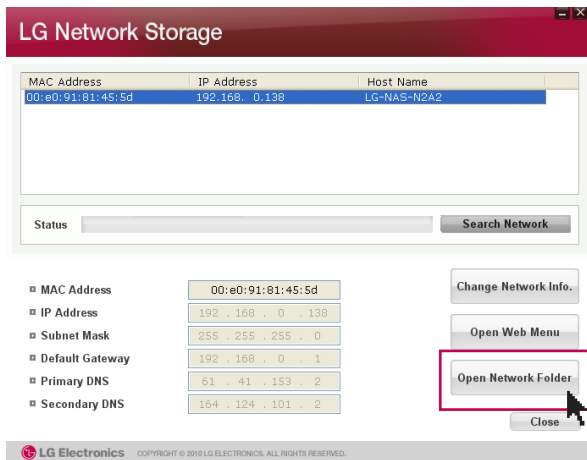 LG Network Storage
MAC Address IP Address Host Name
00:e0:91:81:45:5d 192.168. 0.138 LG-NAS-N2A2
Status Search Network
MAC Address 00:e0:91:81:45:5d Change Network Info.
IP Address 192 . 168 . 0 . 138
Subnet Mask 255 . 255 . 255 . 0 Open Web Menu
Default Gateway 192 . 168 . 0 . 1
Primary DNS 61 . 41 . 153 . 2 Open Network Folder
Secondary DNS 164 . 124 . 101 . 2
Close
LG Electronics COPYRIGHT © 2010 LG ELECTRONICS. ALL RIGHTS RESERVED.